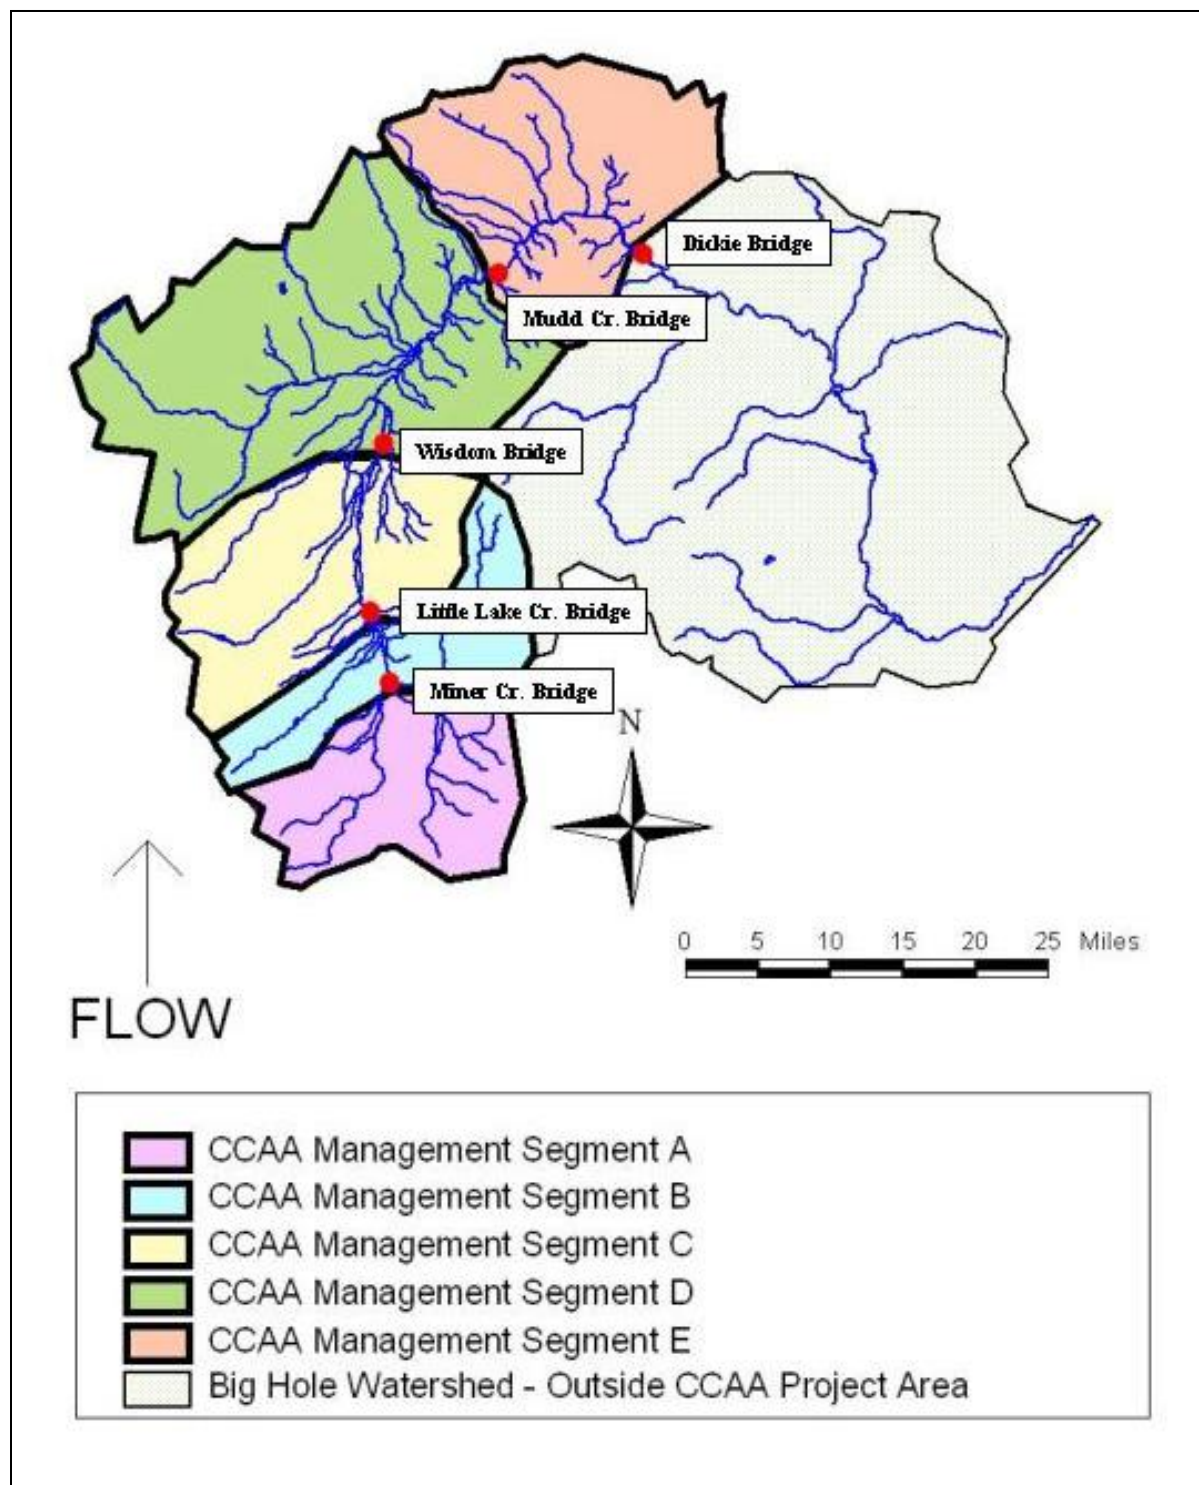 Dickie Bridge
Mudd Cr. Bridge
Wisdom Bridge
Little Lake Cr. Bridge
Miner Cr. Bridge
N
0 5 10 15 20 25 Miles
FLOW
CCAA Management Segment A
CCAA Management Segment B
CCAA Management Segment C
CCAA Management Segment D
CCAA Management Segment E
Big Hole Watershed - Outside CCAA Project Area